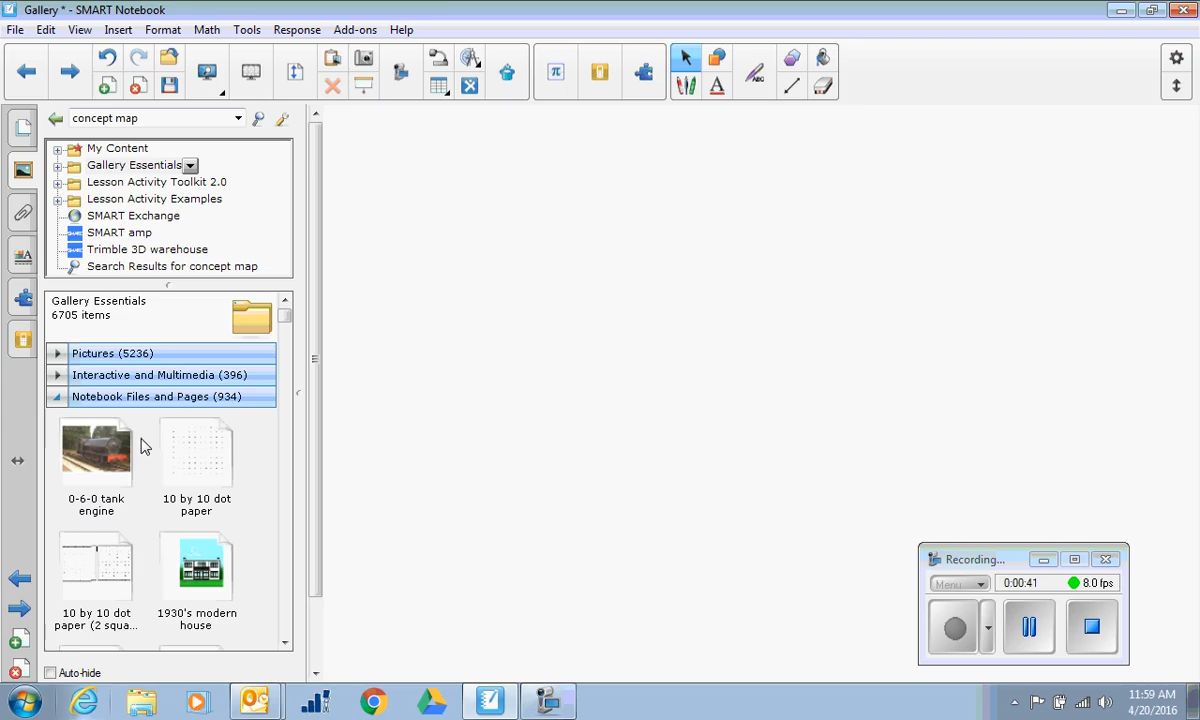 Gallery * - SMART Notebook
File Edit View Insert Format Math Tools Response Add-ons Help
π
ABC
A
concept map
My Content
Gallery Essentials
Lesson Activity Toolkit 2.0
Lesson Activity Examples
SMART Exchange
SMART amp
Trimble 3D warehouse
Search Results for concept map
Gallery Essentials
6705 items
Pictures (5236)
Interactive and Multimedia (396)
Notebook Files and Pages (934)
0-6-0 tank
engine
10 by 10 dot
paper
10 by 10 dot
paper (2 squa...
1930's modern
house
Auto-hide
Recording...
Menu
0:00:41
8.0 fps
11:59 AM
4/20/2016